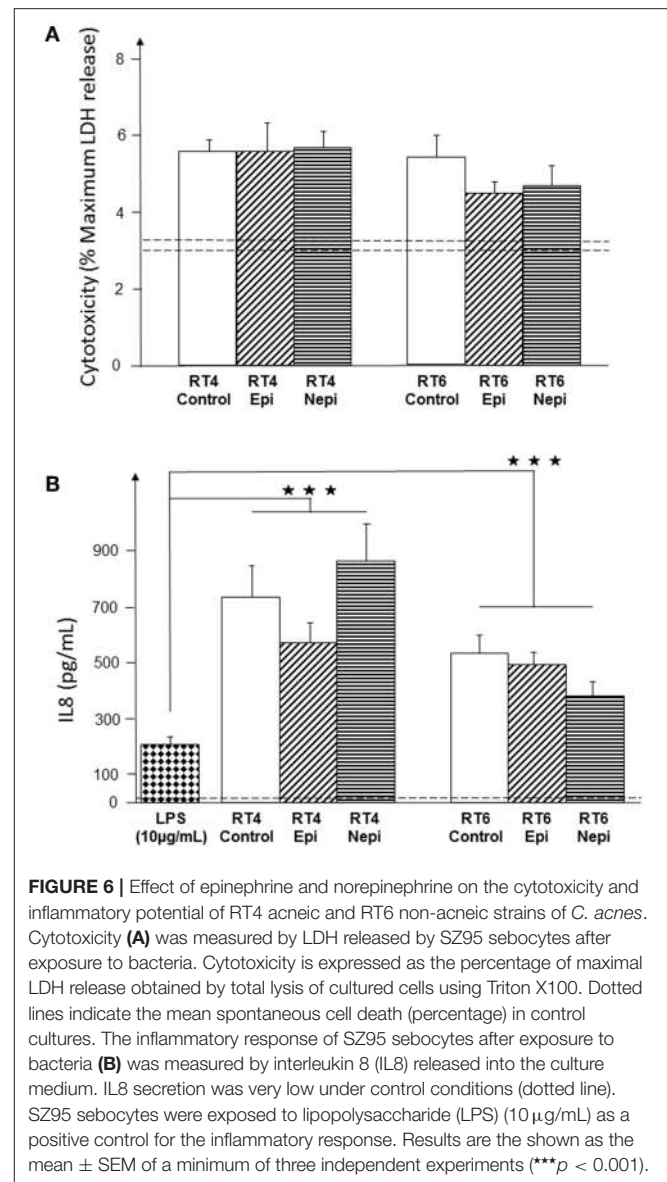 A
Cytotoxicity (% Maximum LDH release)
8
6
4
2
0
RT4 RT4 RT4 RT6 RT6 RT6
Control Epi Nepi Control Epi Nepi
B
★ ★ ★
★ ★ ★
IL8 (pg/mL)
900
700
500
300
100
0
LPS RT4 RT4 RT4 RT6 RT6 RT6
(10µg/mL) Control Epi Nepi Control Epi Nepi
FIGURE 6 | Effect of epinephrine and norepinephrine on the cytotoxicity and
inflammatory potential of RT4 acneic and RT6 non-acneic strains of C. acnes.
Cytotoxicity (A) was measured by LDH released by SZ95 sebocytes after
exposure to bacteria. Cytotoxicity is expressed as the percentage of maximal
LDH release obtained by total lysis of cultured cells using Triton X100. Dotted
lines indicate the mean spontaneous cell death (percentage) in control
cultures. The inflammatory response of SZ95 sebocytes after exposure to
bacteria (B) was measured by interleukin 8 (IL8) released into the culture
medium. IL8 secretion was very low under control conditions (dotted line).
SZ95 sebocytes were exposed to lipopolysaccharide (LPS) (10 µg/mL) as a
positive control for the inflammatory response. Results are the shown as the
mean ± SEM of a minimum of three independent experiments (***p < 0.001).